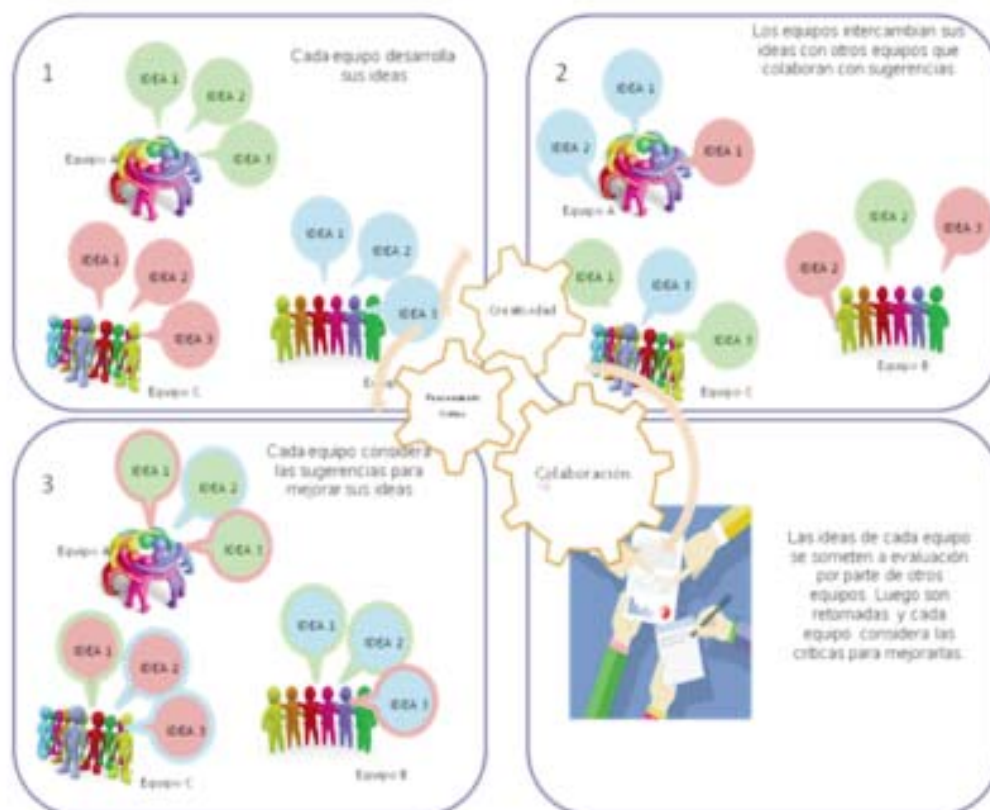 1
Cada equipo desarrolla
sus ideas
IDEA 1
IDEA 2
IDEA 3
Equipo A
IDEA 1
IDEA 2
IDEA 3
Equipo C
IDEA 1
IDEA 2
IDEA 3
2
Los equipos intercambian sus
ideas con otros equipos que
colaboran con sugerencias
IDEA 1
IDEA 2
IDEA 1
Equipo A
IDEA 2
IDEA 2
IDEA 3
Equipo B
IDEA 1
IDEA 3
IDEA 3
Equipo C
Creatividad
Colaboración
3
Cada equipo considera
las sugerencias para
mejorar sus ideas
IDEA 1
IDEA 2
IDEA 3
Equipo A
IDEA 1
IDEA 2
IDEA 3
Equipo C
IDEA 1
IDEA 2
IDEA 3
Equipo B
Las ideas de cada equipo
se someten a evaluación
por parte de otros
equipos. Luego son
retornadas y cada
equipo considera las
críticas para mejorarlas.